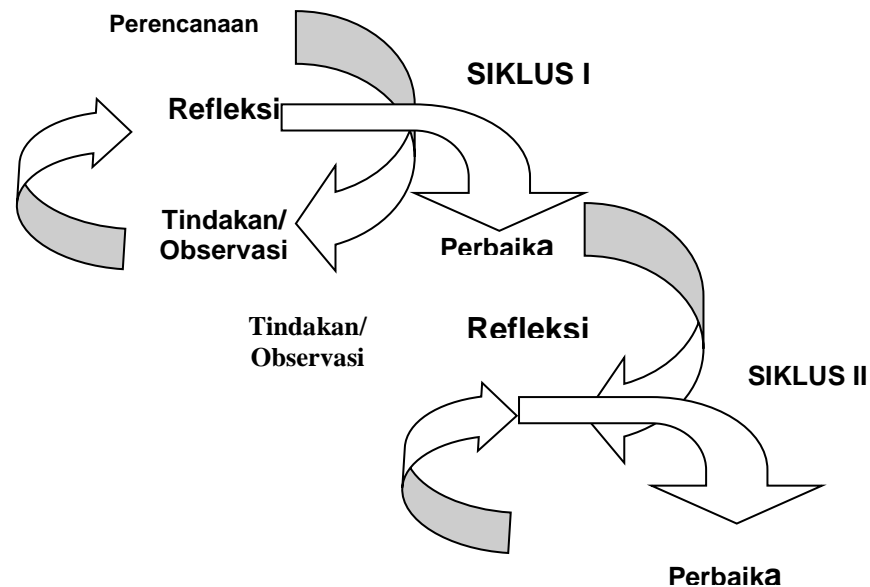 Perencanaan
SIKLUS I
Refleksi
Tindakan/
Observasi
Perbaika
Tindakan/
Observasi
Refleksi
SIKLUS II
Perbaika